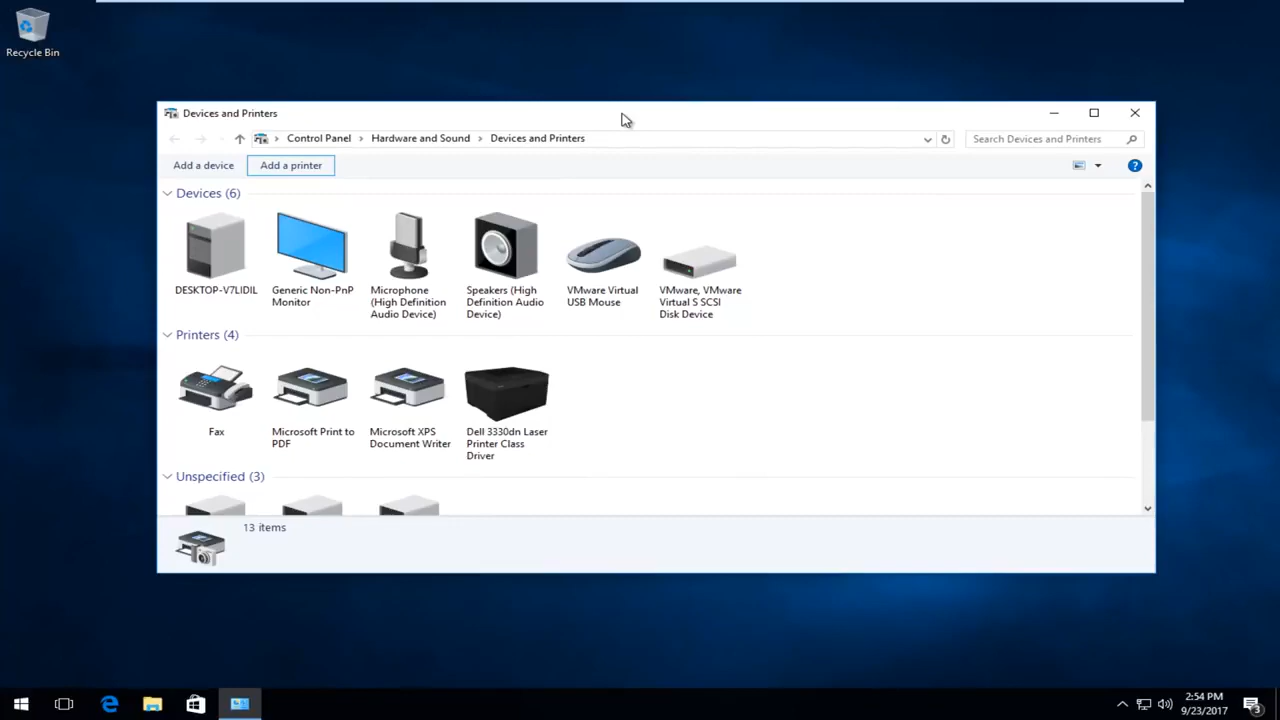 Recycle Bin
Devices and Printers
Control Panel > Hardware and Sound > Devices and Printers
Search Devices and Printers
Add a device
Add a printer
Devices (6)
DESKTOP-V7LIDIL
Generic Non-PnP
Monitor
Microphone
(High Definition
Audio Device)
Speakers (High
Definition Audio
Device)
VMware Virtual
USB Mouse
VMware, VMware
Virtual S SCSI
Disk Device
Printers (4)
Fax
Microsoft Print to
PDF
Microsoft XPS
Document Writer
Dell 3330dn Laser
Printer Class
Driver
Unspecified (3)
13 items
2:54 PM
9/23/2017
3